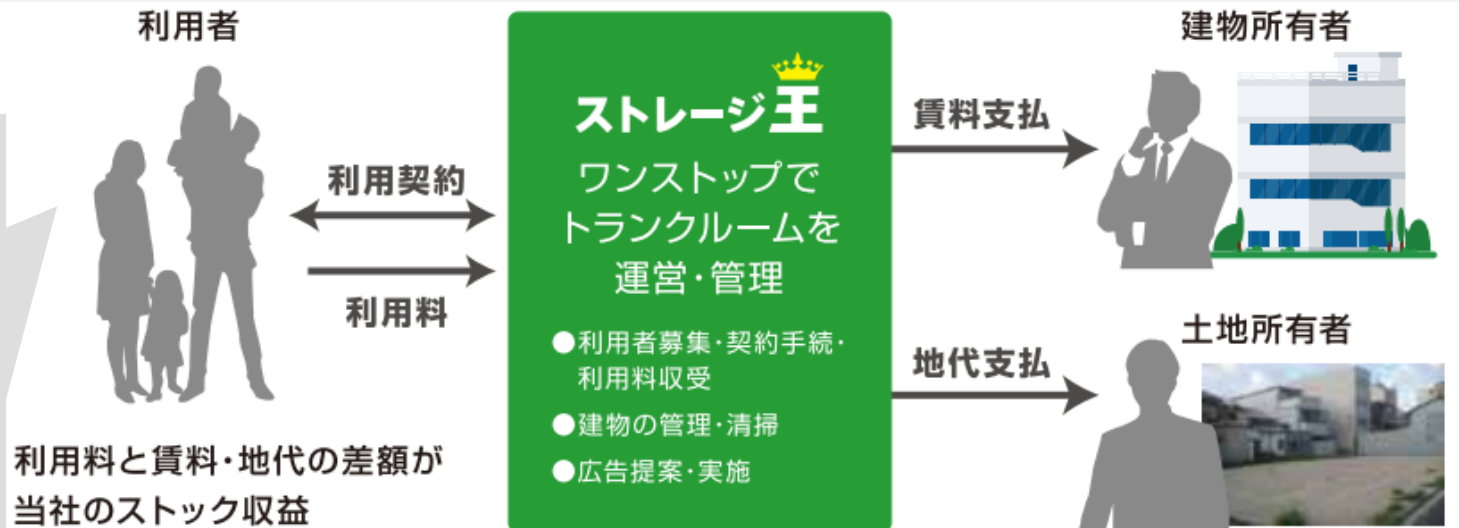 利用者
利用契約
利用料
利用料と賃料･地代の差額が
当社のストック収益
ストレージ王
ワンストップで
トランクルームを
運営･管理
●利用者募集･契約手続･
利用料収受
●建物の管理･清掃
●広告提案･実施
賃料支払
建物所有者
地代支払
土地所有者